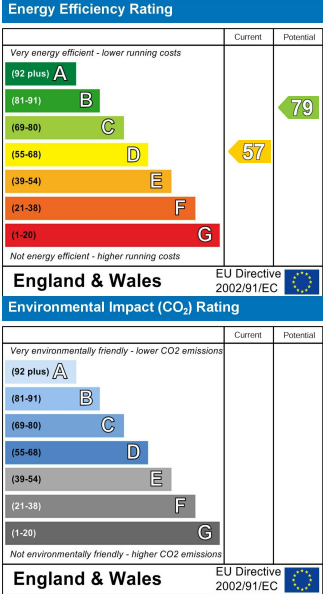 Energy Efficiency Rating
Current Potential
Very energy efficient - lower running costs
(92 plus) A
(81-91) B
(69-80) C
(55-68) D
(39-54) E
(21-38) F
(1-20) G
79
57
Not energy efficient - higher running costs
England & Wales
EU Directive
2002/91/EC
Environmental Impact (CO₂) Rating
Current Potential
Very environmentally friendly - lower CO2 emissions
(92 plus) A
(81-91) B
(69-80) C
(55-68) D
(39-54) E
(21-38) F
(1-20) G
Not environmentally friendly - higher CO2 emissions
England & Wales
EU Directive
2002/91/EC